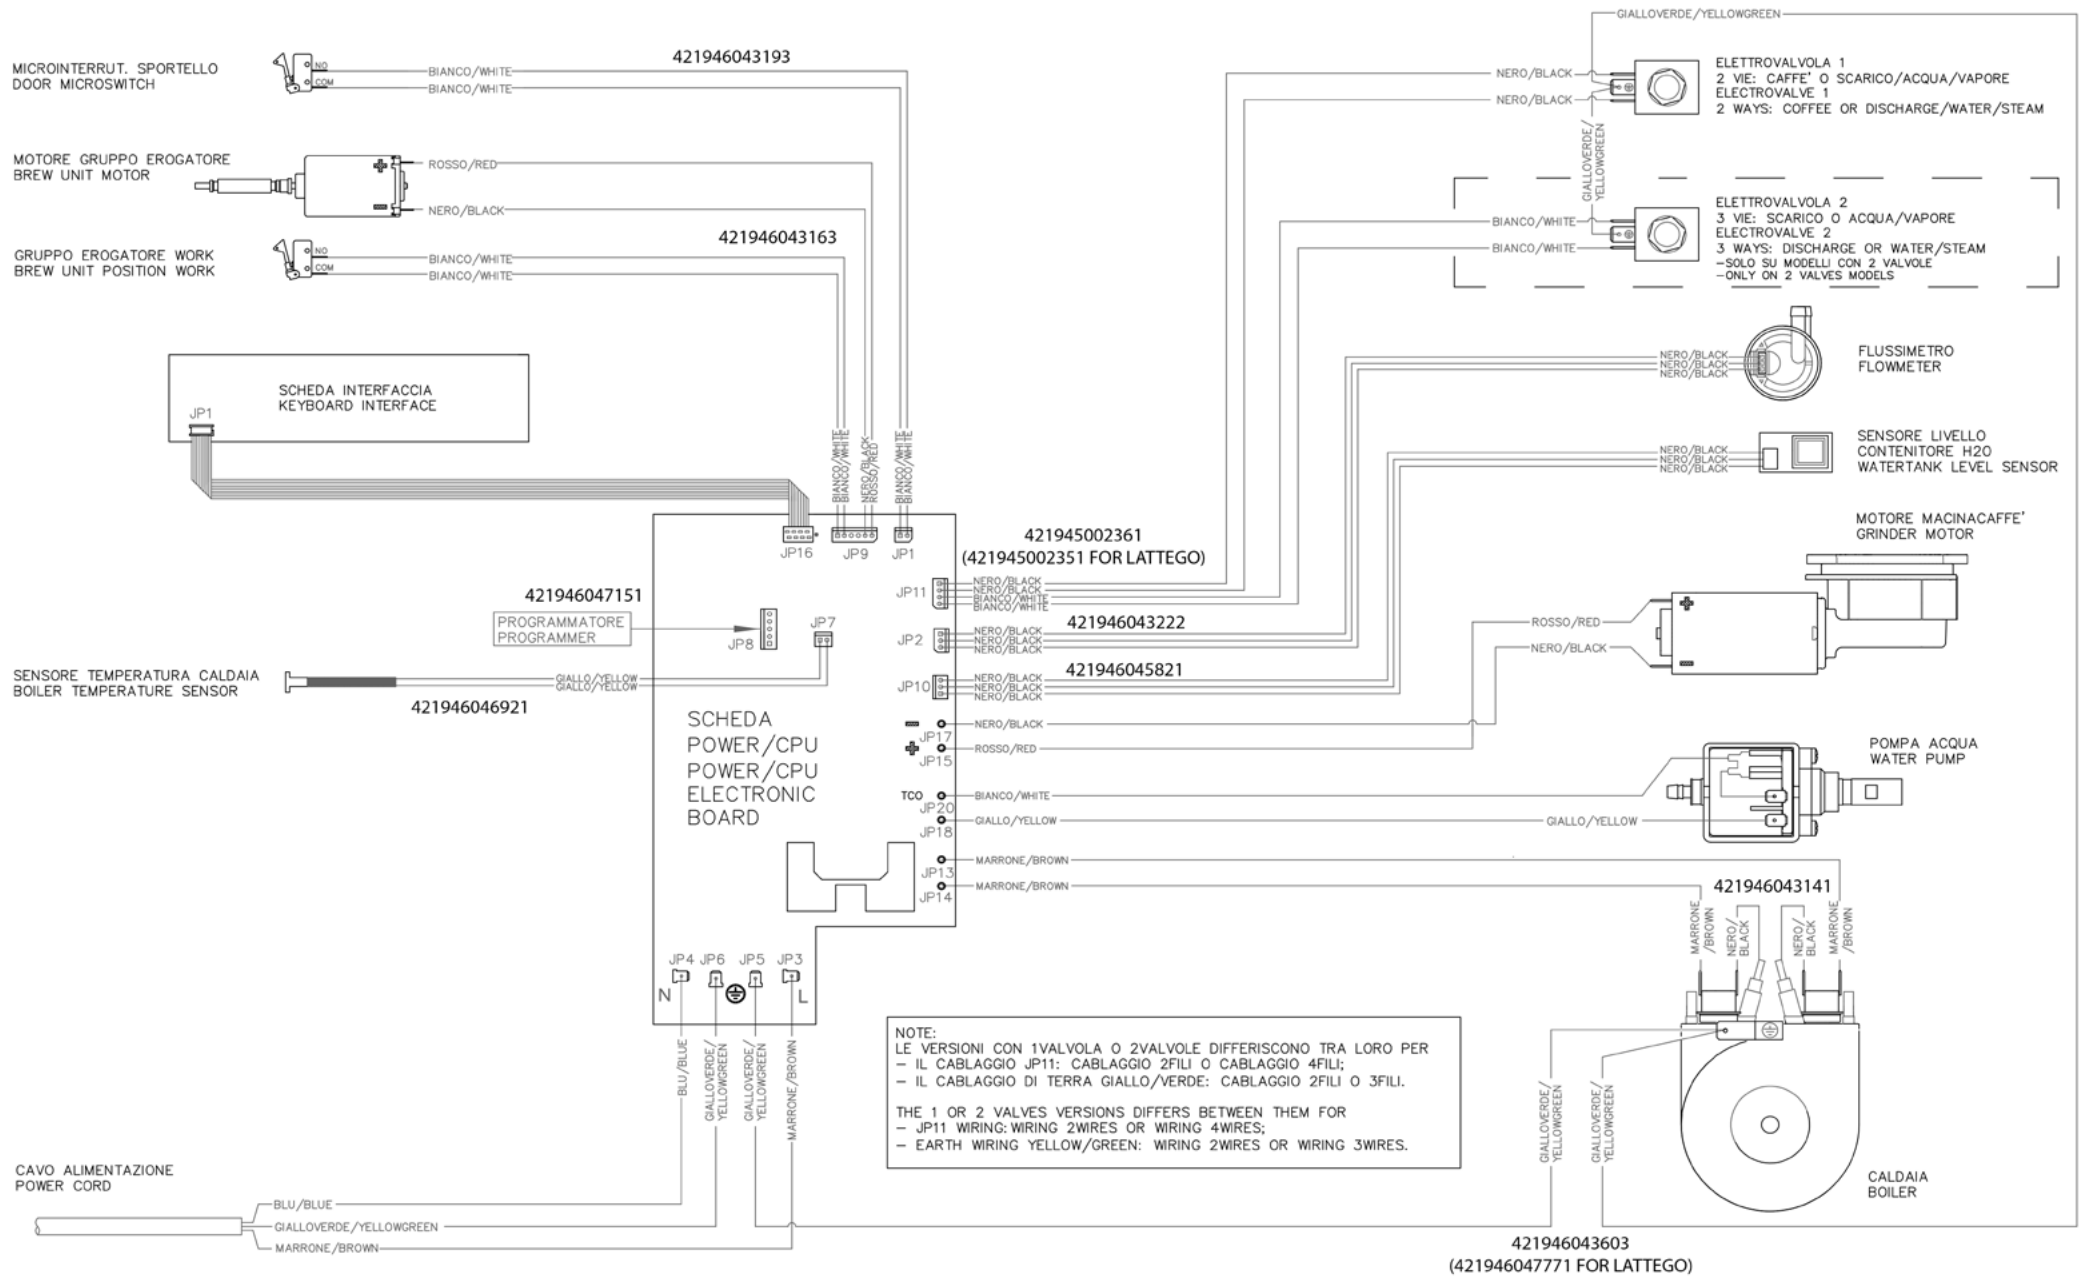 GIALLOVERDE/YELLOWGREEN
421946043193
MICROINTERRUT. SPORTELLO
DOOR MICROSWITCH
NO
COM
BIANCO/WHITE
BIANCO/WHITE
MOTORE GRUPPO EROGATORE
BREW UNIT MOTOR
ROSSO/RED
NERO/BLACK
421946043163
GRUPPO EROGATORE WORK
BREW UNIT POSITION WORK
NO
COM
BIANCO/WHITE
BIANCO/WHITE
SCHEDA INTERFACCIA
KEYBOARD INTERFACE
JP1
BIANCO/WHITE
BIANCO/WHITE
NERO/BLACK
ROSSO/RED
BIANCO/WHITE
BIANCO/WHITE
JP16
JP9
JP1
NERO/BLACK
NERO/BLACK
ELETTROVALVOLA 1
2 VIE: CAFFE' O SCARICO/ACQUA/VAPORE
ELECTROVALVE 1
2 WAYS: COFFEE OR DISCHARGE/WATER/STEAM
GIALLOVERDE/
YELLOWGREEN
BIANCO/WHITE
BIANCO/WHITE
ELETTROVALVOLA 2
3 VIE: SCARICO O ACQUA/VAPORE
ELECTROVALVE 2
3 WAYS: DISCHARGE OR WATER/STEAM
-SOLO SU MODELLI CON 2 VALVOLE
-ONLY ON 2 VALVES MODELS
NERO/BLACK
NERO/BLACK
NERO/BLACK
FLUSSIMETRO
FLOWMETER
NERO/BLACK
NERO/BLACK
NERO/BLACK
SENSORE LIVELLO
CONTENITORE H2O
WATERTANK LEVEL SENSOR
MOTORE MACINACAFFE'
GRINDER MOTOR
ROSSO/RED
NERO/BLACK
421945002361
(421945002351 FOR LATTEGO)
JP11
NERO/BLACK
NERO/BLACK
BIANCO/WHITE
BIANCO/WHITE
421946043222
JP2
NERO/BLACK
NERO/BLACK
NERO/BLACK
421946045821
JP10
NERO/BLACK
NERO/BLACK
NERO/BLACK
NERO/BLACK
JP17
ROSSO/RED
JP15
421946047151
PROGRAMMATORE
PROGRAMMER
JP8
JP7
SENSORE TEMPERATURA CALDAIA
BOILER TEMPERATURE SENSOR
GIALLO/YELLOW
GIALLO/YELLOW
421946046921
SCHEDA
POWER/CPU
POWER/CPU
ELECTRONIC
BOARD
TCO
BIANCO/WHITE
JP20
GIALLO/YELLOW
GIALLO/YELLOW
JP18
POMPA ACQUA
WATER PUMP
MARRONE/BROWN
JP13
MARRONE/BROWN
JP14
421946043141
MARRONE
/BROWN
NERO/
BLACK
NERO/
BLACK
MARRONE
/BROWN
JP4
JP6
JP5
JP3
N
L
BLU/BLUE
GIALLOVERDE/
YELLOWGREEN
GIALLOVERDE/
YELLOWGREEN
MARRONE/BROWN
NOTE:
LE VERSIONI CON 1VALVOLA O 2VALVOLE DIFFERISCONO TRA LORO PER
- IL CABLAGGIO JP11: CABLAGGIO 2FILI O CABLAGGIO 4FILI;
- IL CABLAGGIO DI TERRA GIALLO/VERDE: CABLAGGIO 2FILI O 3FILI.
THE 1 OR 2 VALVES VERSIONS DIFFERS BETWEEN THEM FOR
- JP11 WIRING: WIRING 2WIRES OR WIRING 4WIRES;
- EARTH WIRING YELLOW/GREEN: WIRING 2WIRES OR WIRING 3WIRES.
GIALLOVERDE/
YELLOWGREEN
GIALLOVERDE/
YELLOWGREEN
CALDAIA
BOILER
CAVO ALIMENTAZIONE
POWER CORD
BLU/BLUE
GIALLOVERDE/YELLOWGREEN
MARRONE/BROWN
421946043603
(421946047771 FOR LATTEGO)